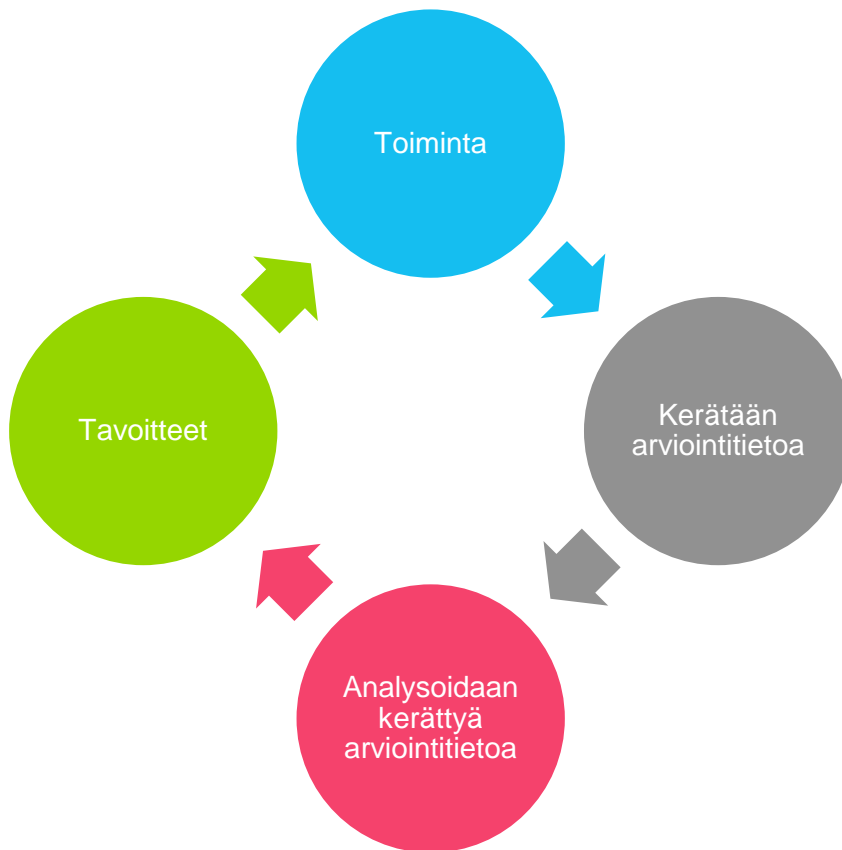 Toiminta
Kerätään
arviointitietoa
Tavoitteet
Analysoidaan
kerättyä
arviointitietoa